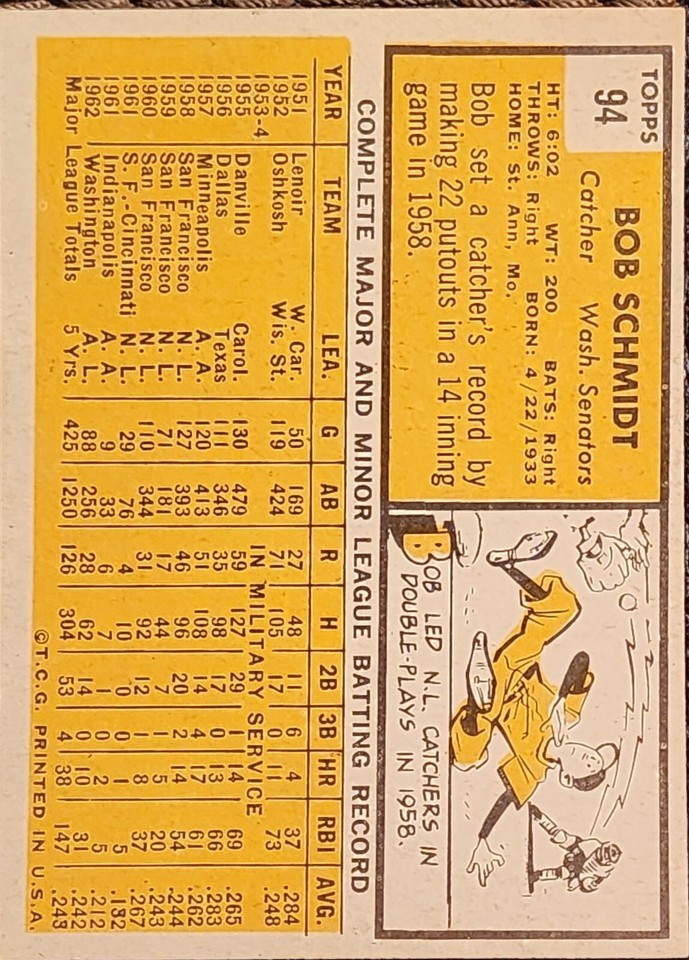 TOPPS
94
BOB SCHMIDT
Catcher Wash. Senators
HT: 6:02 WT: 200 BATS: Right
THROWS: Right BORN: 4/22/1933
HOME: St. Ann, Mo.
Bob set a catcher's record by
making 22 putouts in a 14 inning
game in 1958.
BOB LED N.L. CATCHERS IN
DOUBLE-PLAYS IN 1958.
COMPLETE MAJOR AND MINOR LEAGUE BATTING RECORD
YEAR TEAM LEA. G AB R H 2B 3B HR RBI AVG.
1951 Lenoir W. Car. 50 169 27 48 11 6 4 37 .284
1952 Oshkosh Wis. St. 119 424 71 105 17 0 11 73 .248
1953-4 IN MILITARY SERVICE
1955 Danville Carol. 130 479 59 127 29 1 14 69 .265
1956 Dallas Texas 111 346 35 98 17 0 13 66 .283
1957 Minneapolis A. A. 120 413 51 108 14 4 17 61 .262
1958 San Francisco N. L. 127 393 46 96 20 2 14 54 .244
1959 San Francisco N. L. 71 181 17 44 7 1 5 20 .243
1960 San Francisco N. L. 110 344 31 92 12 1 8 37 .267
1961 S. F.-Cincinnati N. L. 29 76 4 10 0 0 1 5 .132
1961 Indianapolis A. A. 9 33 6 7 1 0 2 5 .212
1962 Washington A. L. 88 256 28 62 14 0 10 31 .242
Major League Totals 5 Yrs. 425 1250 126 304 53 4 38 147 .243
©T.C.G. PRINTED IN U.S.A.